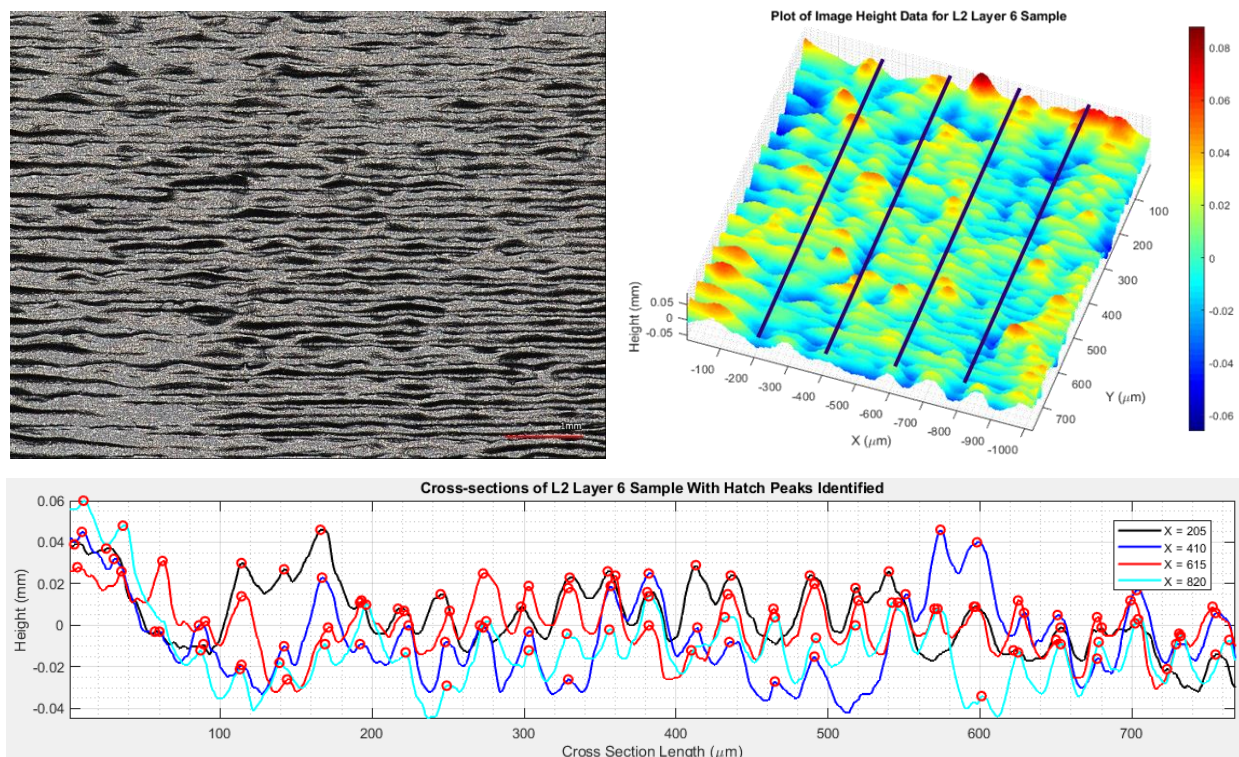 1mm
Plot of Image Height Data for L2 Layer 6 Sample
0.08
0.06
0.04
0.02
0
-0.02
-0.04
-0.06
Height (mm)
0.05
0
-0.05
-100
-200
-300
-400
-500
-600
-700
-800
-900
-1000
X (μm)
100
200
300
400
500
600
700
Y (μm)
Cross-sections of L2 Layer 6 Sample With Hatch Peaks Identified
Height (mm)
0.06
0.04
0.02
0
-0.02
-0.04
X = 205
X = 410
X = 615
X = 820
100 200 300 400 500 600 700
Cross Section Length (μm)